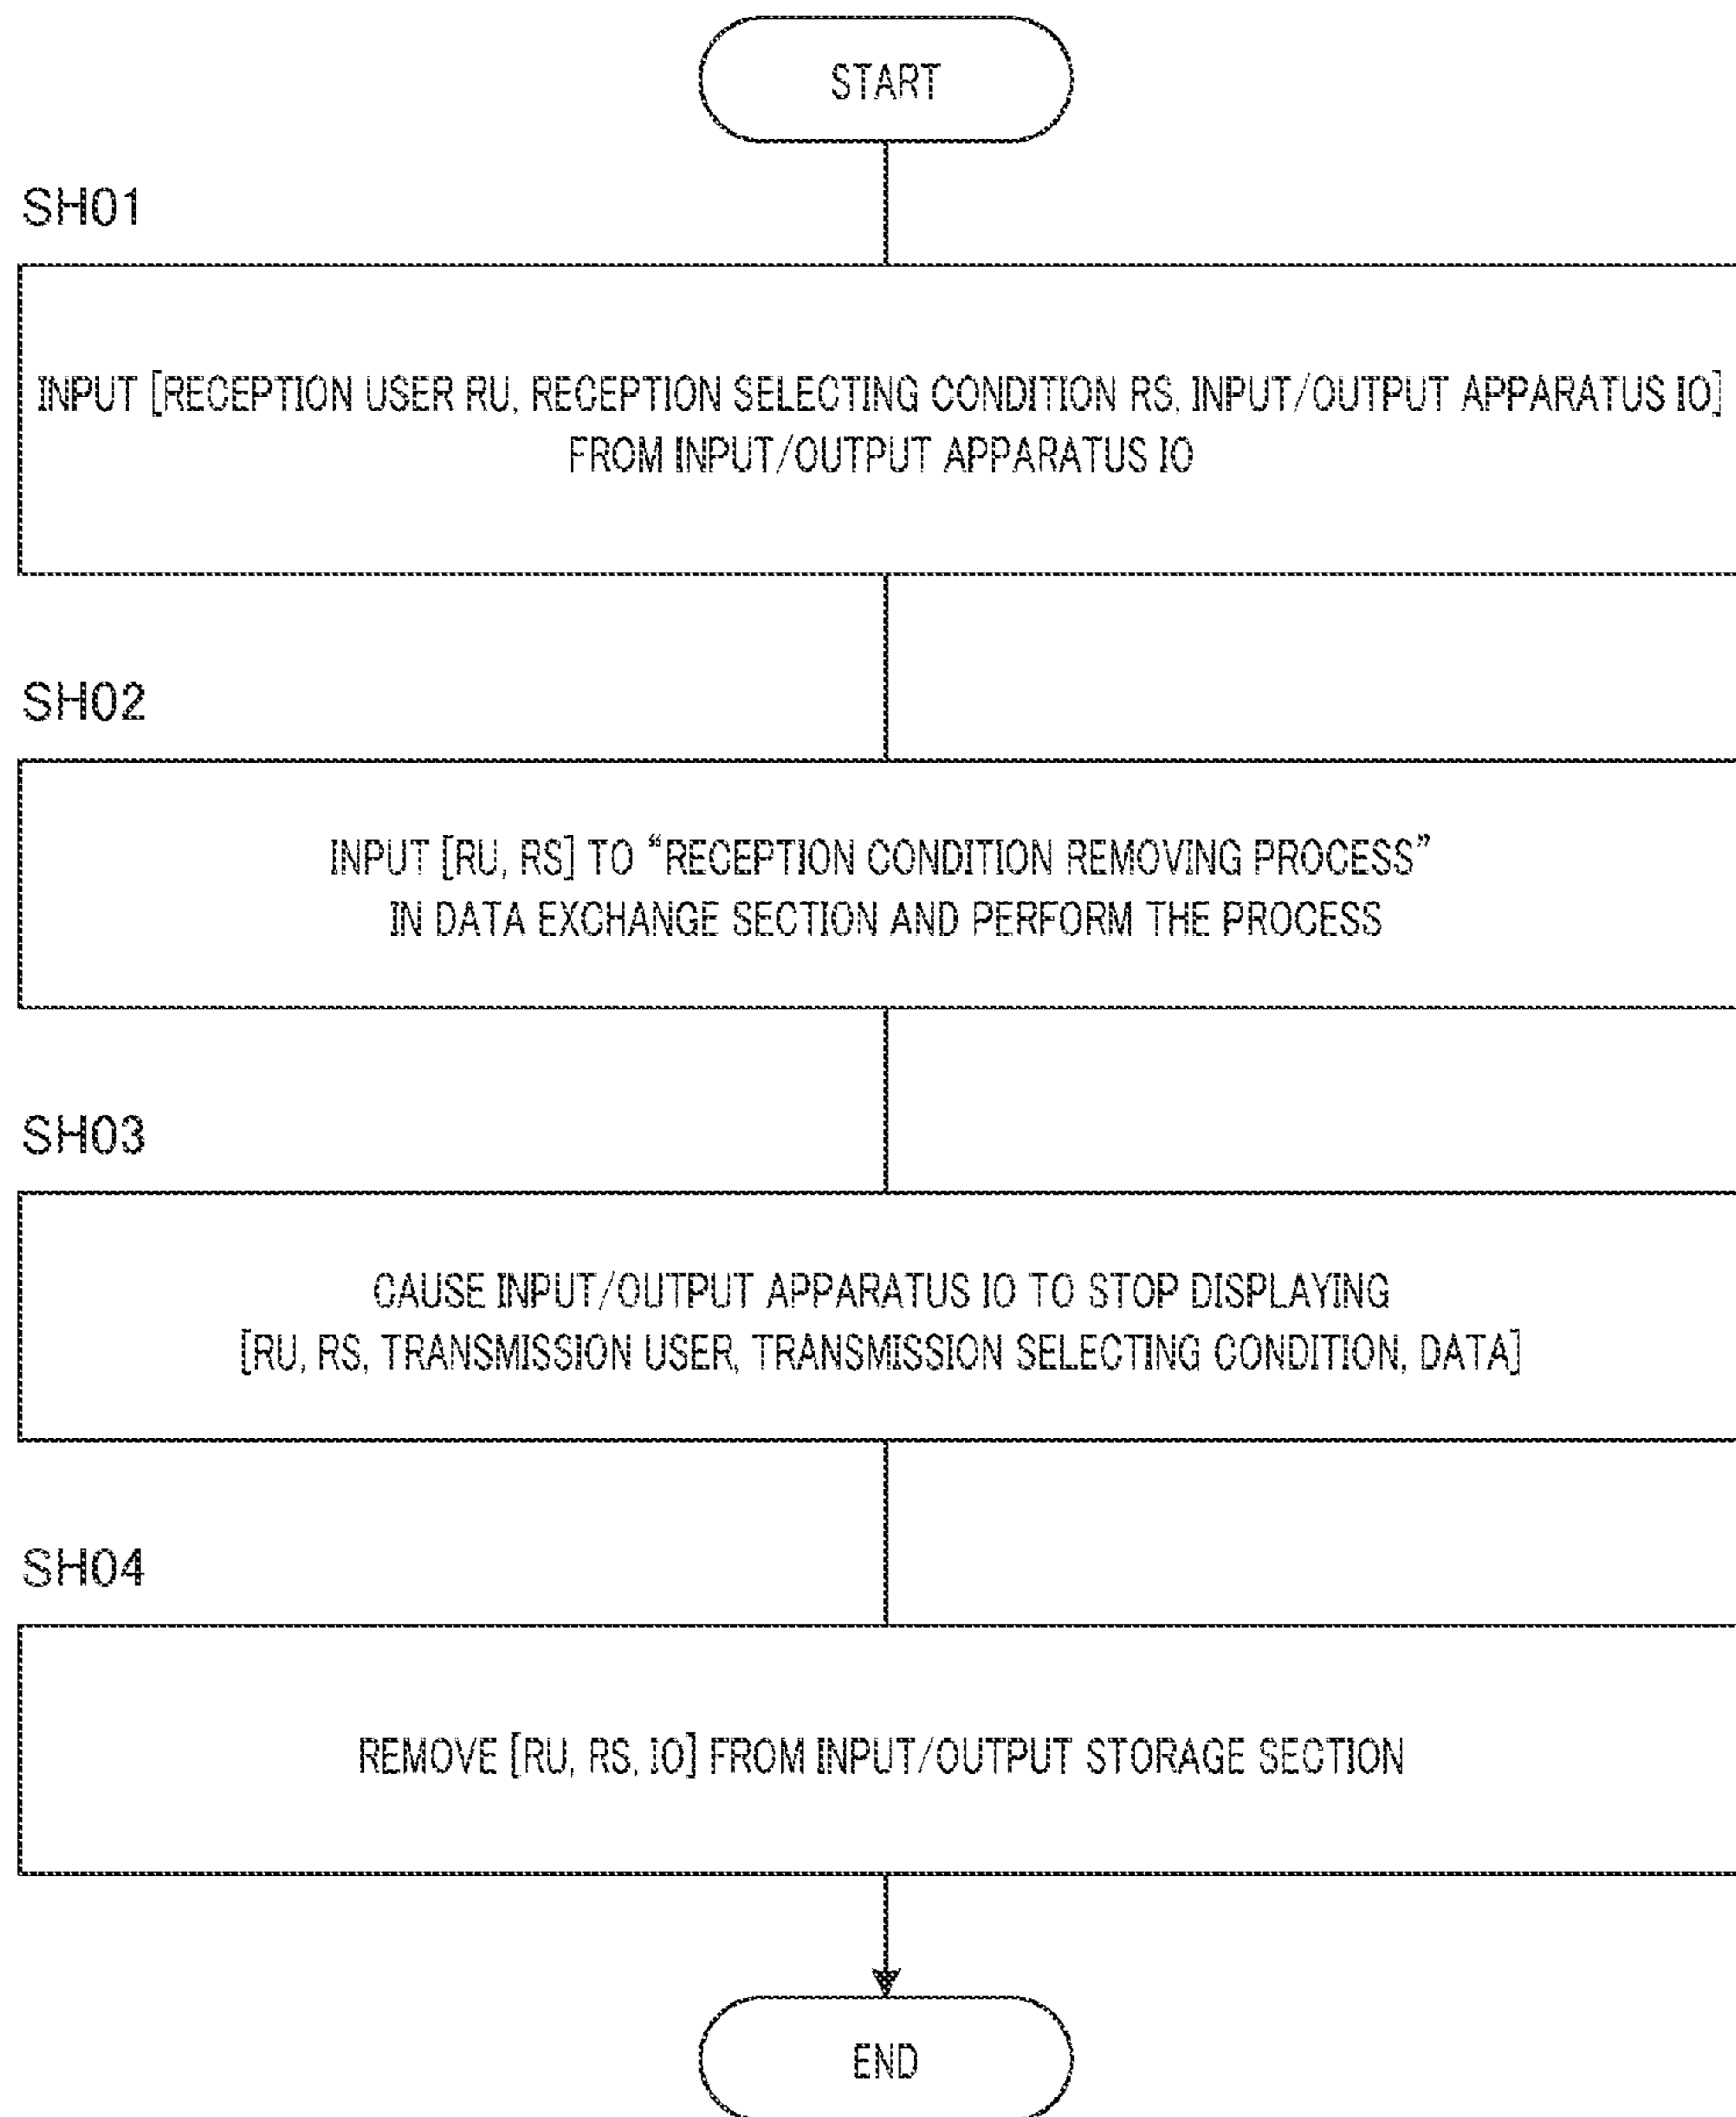 START
SH01
INPUT [RECEPTION USER RU, RECEPTION SELECTING CONDITION RS, INPUT/OUTPUT APPARATUS IO]
FROM INPUT/OUTPUT APPARATUS IO
SH02
INPUT [RU, RS] TO “RECEPTION CONDITION REMOVING PROCESS”
IN DATA EXCHANGE SECTION AND PERFORM THE PROCESS
SH03
CAUSE INPUT/OUTPUT APPARATUS IO TO STOP DISPLAYING
[RU, RS, TRANSMISSION USER, TRANSMISSION SELECTING CONDITION, DATA]
SH04
REMOVE [RU, RS, IO] FROM INPUT/OUTPUT STORAGE SECTION
END